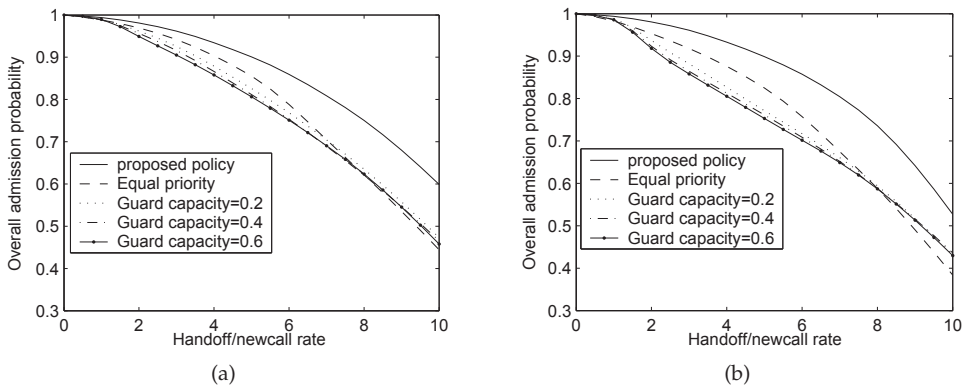 Overall admission probability
1
0.9
0.8
0.7
0.6
0.5
0.4
0.3
proposed policy
Equal priority
Guard capacity=0.2
Guard capacity=0.4
Guard capacity=0.6
0 2 4 6 8 10
Handoff/newcall rate
(a)
Overall admission probability
1
0.9
0.8
0.7
0.6
0.5
0.4
0.3
proposed policy
Equal priority
Guard capacity=0.2
Guard capacity=0.4
Guard capacity=0.6
0 2 4 6 8 10
Handoff/newcall rate
(b)